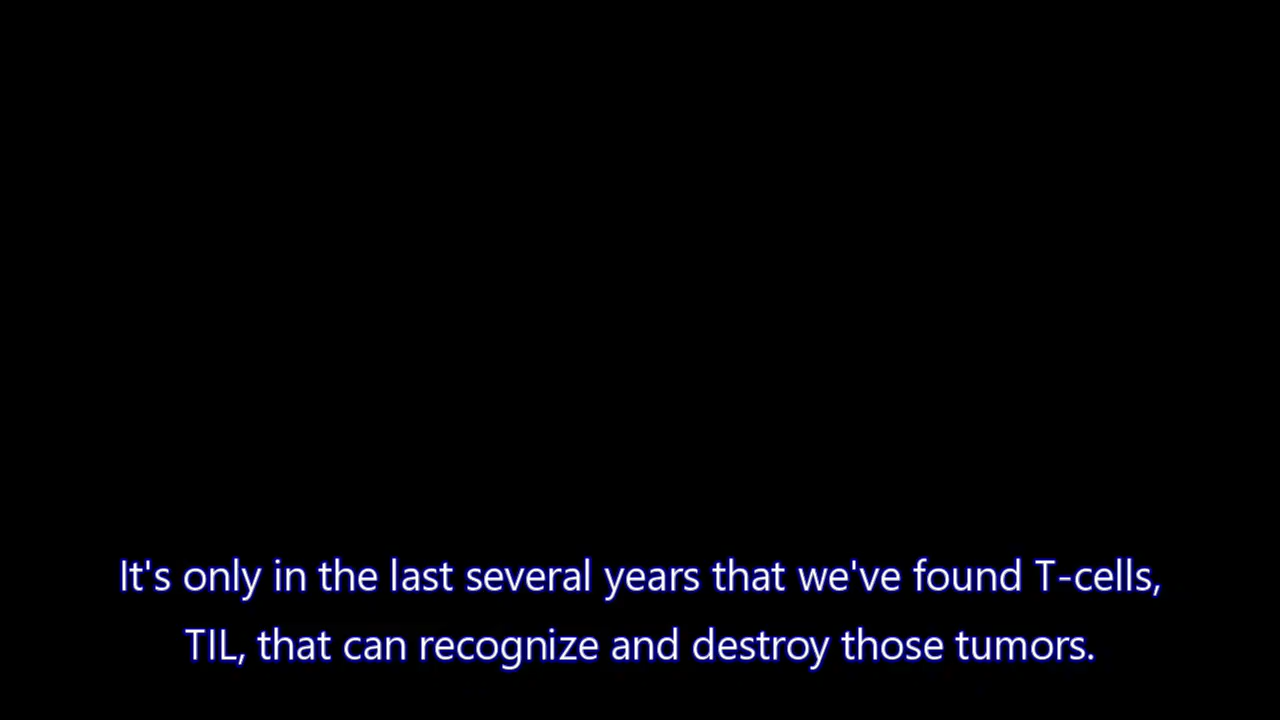 It's only in the last several years that we've found T-cells,
TIL, that can recognize and destroy those tumors.